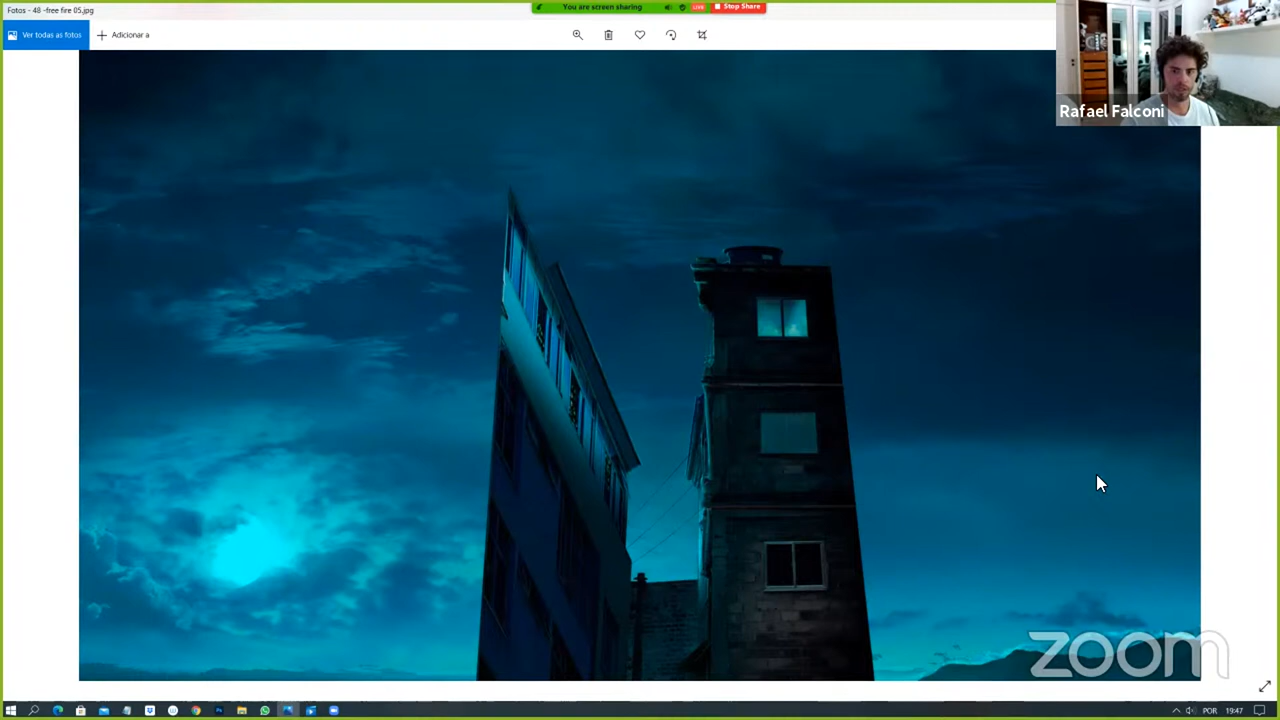 Fotos - 48 -free fire 05.jpg
You are screen sharing
LIVE
Stop Share
Ver todas as fotos
Adicionar a
Rafael Falconi
zoom
POR
19:47